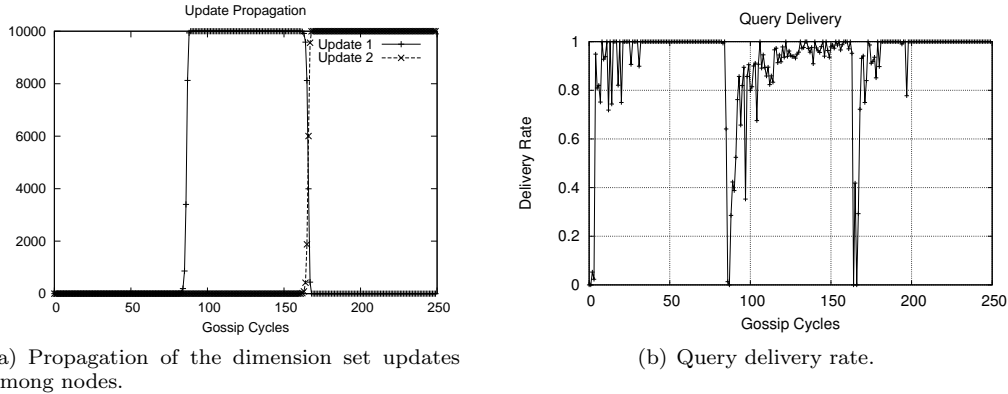 Update Propagation
10000
8000
6000
4000
2000
0
Update 1
Update 2
0 50 100 150 200 250
Gossip Cycles
a) Propagation of the dimension set updates
mong nodes.
Query Delivery
Delivery Rate
1
0.8
0.6
0.4
0.2
0
0 50 100 150 200 250
Gossip Cycles
(b) Query delivery rate.